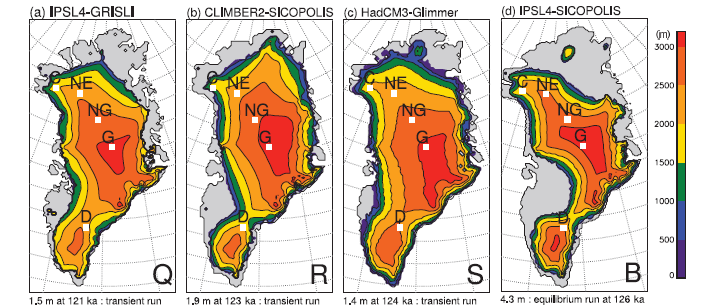 (a) IPSL4-GRISLI
(b) CLIMBER2-SICOPOLIS
(c) HadCM3-Glimmer
(d) IPSL4-SICOPOLIS
(m)
3000
2500
2000
1500
1000
500
0
C NE
NG
G
D
Q
C NE
NG
G
D
R
C NE
NG
G
D
S
C NE
NG
G
D
B
1.5 m at 121 ka : transient run
1.9 m at 123 ka : transient run
1.4 m at 124 ka : transient run
4.3 m : equilibrium run at 126 ka